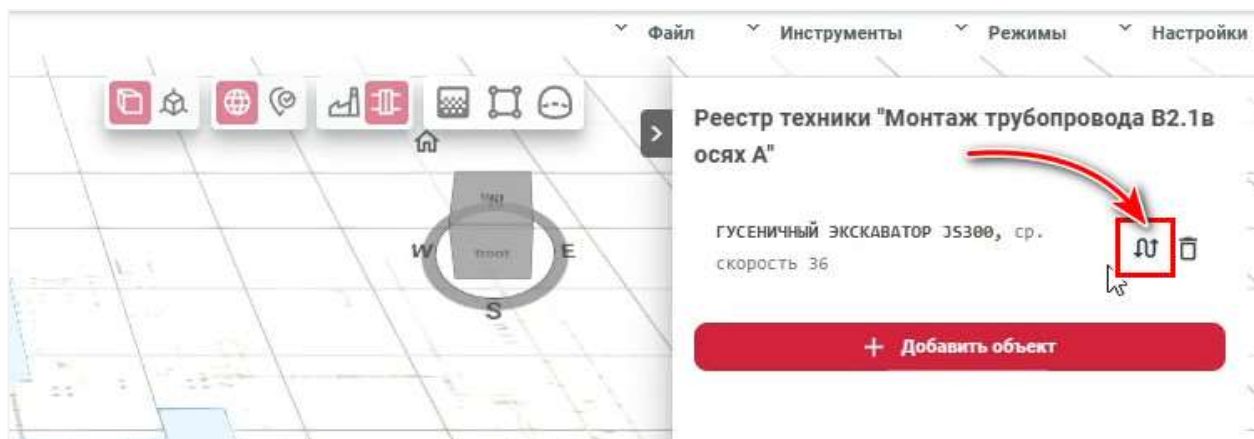 Файл Инструменты Режимы Настройки
Реестр техники "Монтаж трубопровода В2.1в
осях А"
ГУСЕНИЧНЫЙ ЭКСКАВАТОР JS300, ср.
скорость 36
+ Добавить объект
W
front
E
S